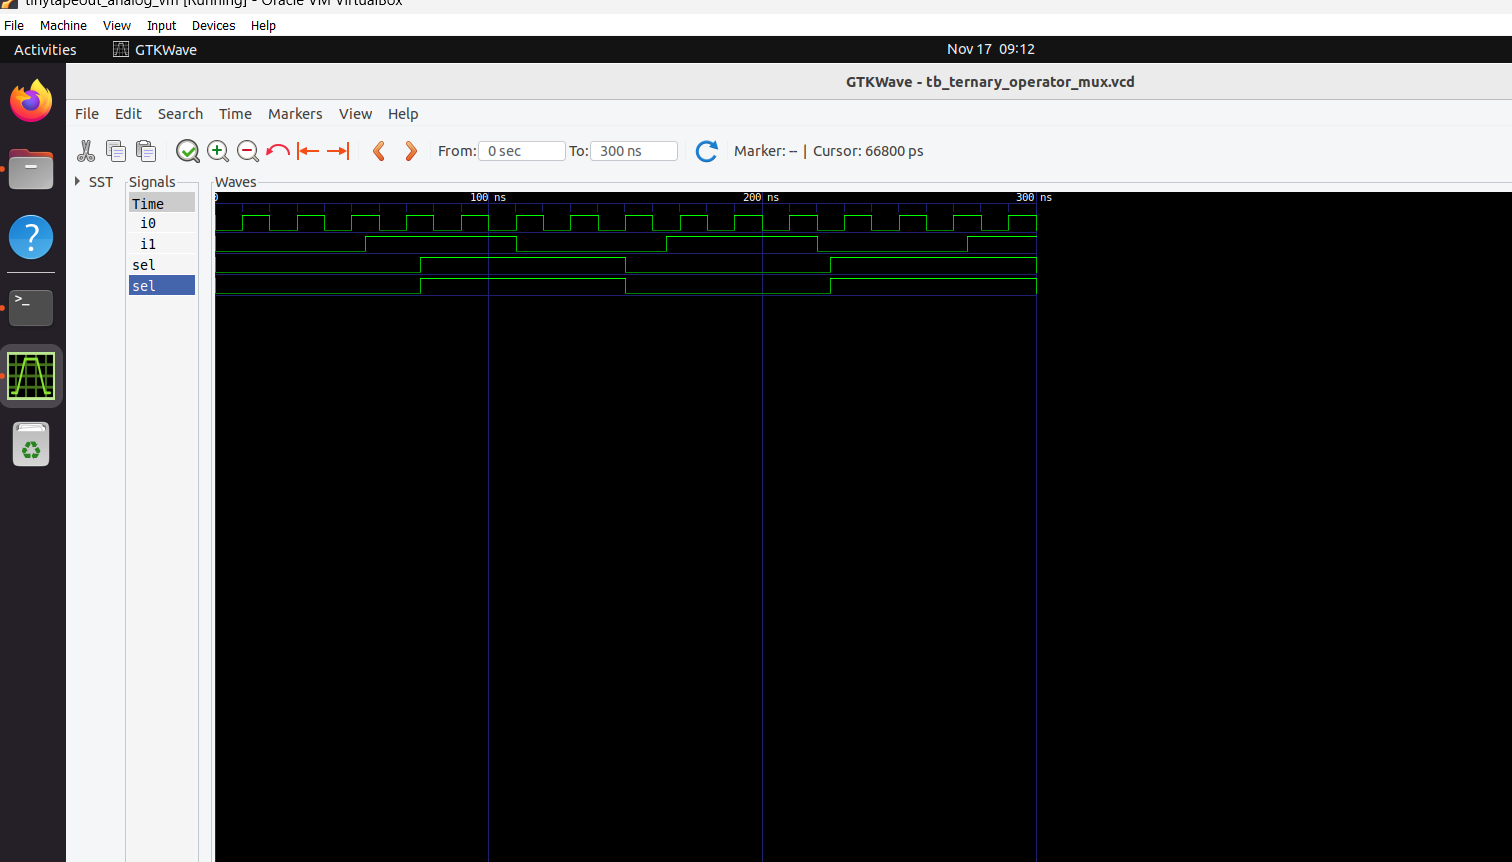 tinytapeout_analog_vm [Running] - Oracle VM VirtualBox
File Machine View Input Devices Help
Activities GTKWave Nov 17 09:12
GTKWave - tb_ternary_operator_mux.vcd
File Edit Search Time Markers View Help
From: 0 sec To: 300 ns Marker: -- | Cursor: 66800 ps
SST Signals Waves
Time 0 100 ns 200 ns 300 ns
i0
i1
sel
sel